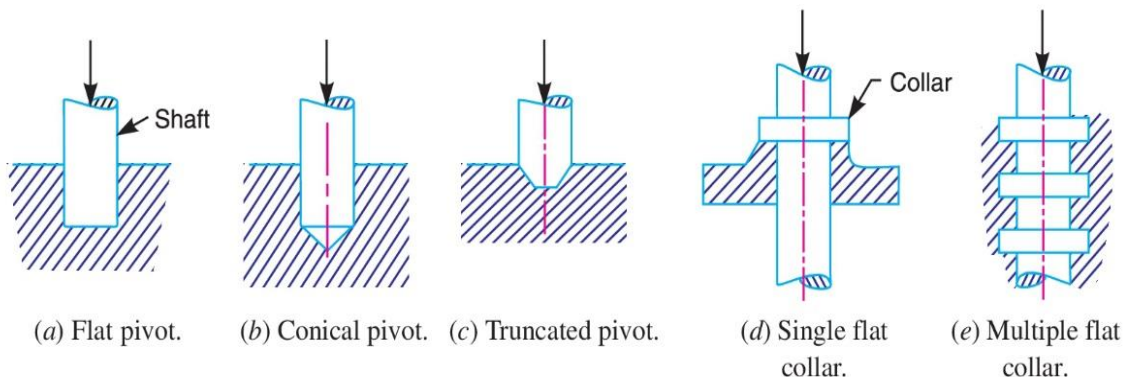 Shaft
Collar
(a) Flat pivot.
(b) Conical pivot.
(c) Truncated pivot.
(d) Single flat
collar.
(e) Multiple flat
collar.